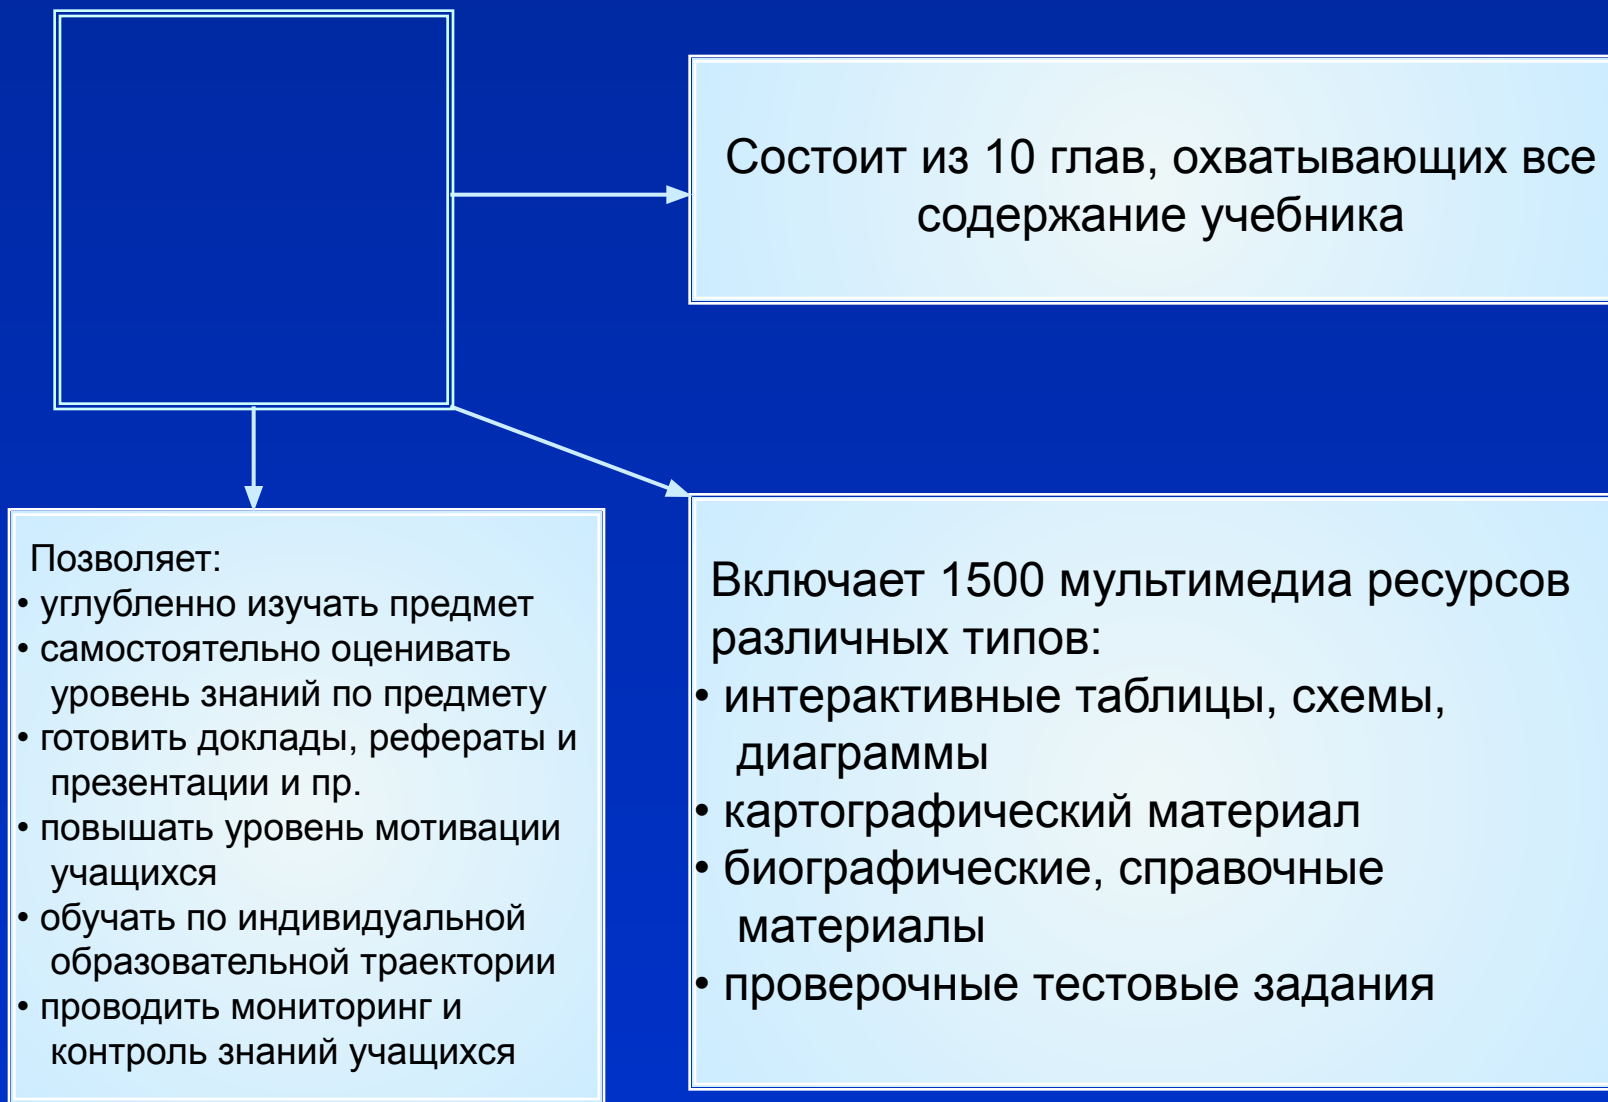 Состоит из 10 глав, охватывающих все
содержание учебника
Позволяет:
• углубленно изучать предмет
• самостоятельно оценивать
уровень знаний по предмету
• готовить доклады, рефераты и
презентации и пр.
• повышать уровень мотивации
учащихся
• обучать по индивидуальной
образовательной траектории
• проводить мониторинг и
контроль знаний учащихся
Включает 1500 мультимедиа ресурсов
различных типов:
• интерактивные таблицы, схемы,
диаграммы
• картографический материал
• биографические, справочные
материалы
• проверочные тестовые задания